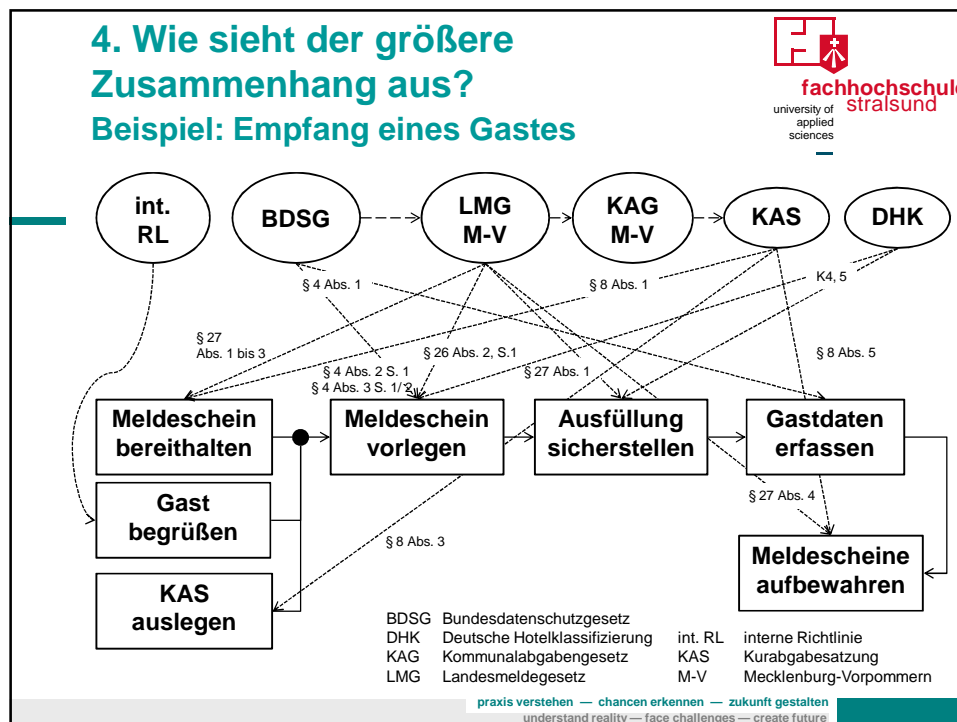 4. Wie sieht der größere
Zusammenhang aus?
Beispiel: Empfang eines Gastes
fachhochschule
stralsund
university of
applied
sciences
int.
RL
BDSG
LMG
M-V
KAG
M-V
KAS
DHK
§ 4 Abs. 1
§ 8 Abs. 1
K4, 5
§ 27
Abs. 1 bis 3
§ 26 Abs. 2, S.1
§ 8 Abs. 5
§ 4 Abs. 2 S. 1
§ 27 Abs. 1
§ 4 Abs. 3 S. 1/ 2
Meldeschein
bereithalten
Meldeschein
vorlegen
Ausfüllung
sicherstellen
Gastdaten
erfassen
Gast
begrüßen
§ 27 Abs. 4
§ 8 Abs. 3
KAS
auslegen
Meldescheine
aufbewahren
BDSG Bundesdatenschutzgesetz
DHK Deutsche Hotelklassifizierung int. RL interne Richtlinie
KAG Kommunalabgabengesetz KAS Kurabgabesatzung
LMG Landesmeldegesetz M-V Mecklenburg-Vorpommern
praxis verstehen — chancen erkennen — zukunft gestalten
understand reality — face challenges — create future